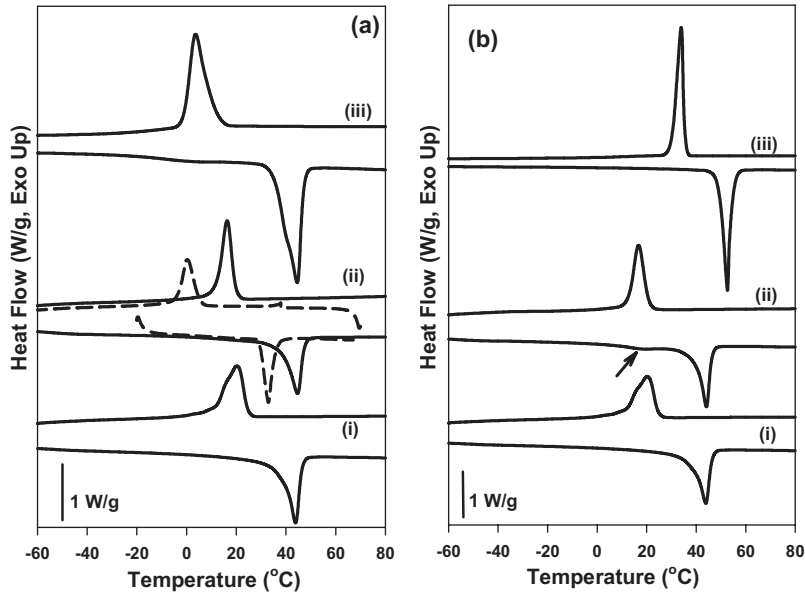 (a)
(iii)
(ii)
(i)
1 W/g
Heat Flow (W/g, Exo Up)
-60 -40 -20 0 20 40 60 80
Temperature (°C)
(b)
(iii)
(ii)
(i)
1 W/g
Heat Flow (W/g, Exo Up)
-60 -40 -20 0 20 40 60 80
Temperature (°C)